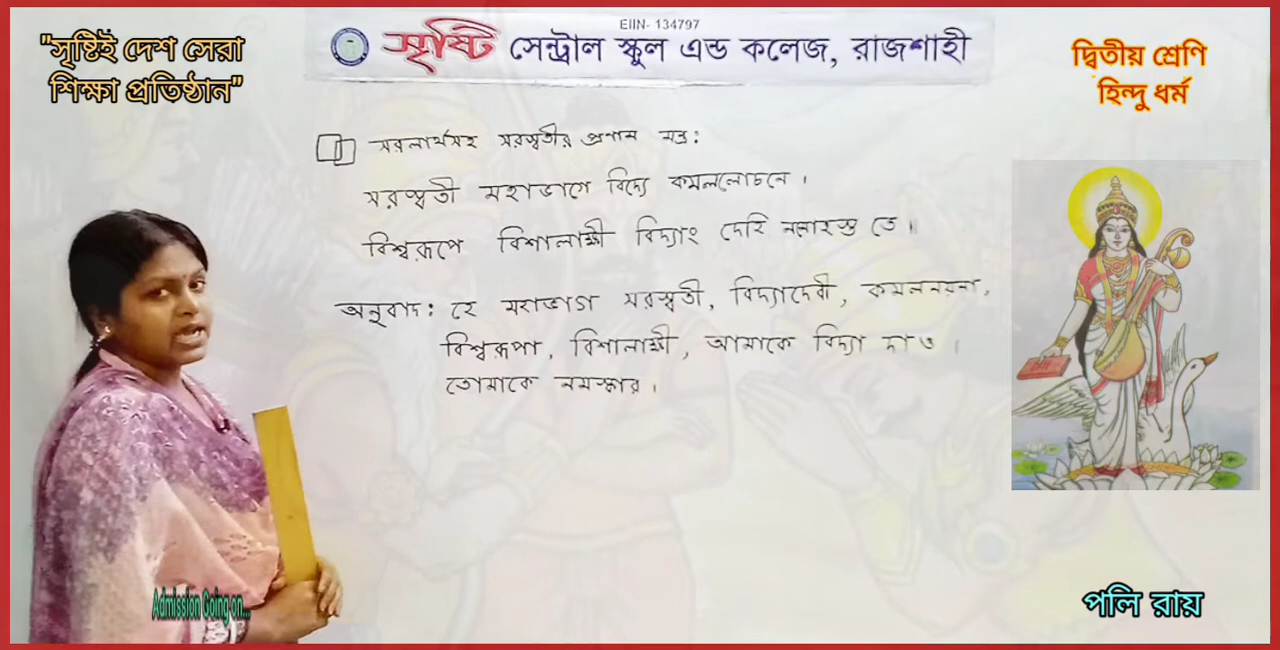 EIIN- 134797
সৃষ্টি সেন্ট্রাল স্কুল এন্ড কলেজ, রাজশাহী
"সৃষ্টিই দেশ সেরা
শিক্ষা প্রতিষ্ঠান"
দ্বিতীয় শ্রেণি
হিন্দু ধর্ম
সরলার্থসহ সরস্বতীর প্রণাম মন্ত্র:
সরস্বতী মহাভাগে বিদ্যে কমললোচনে।
বিশ্বরূপে বিশালাক্ষী বিদ্যাং দেহি নমোহস্তু তে॥
অনুবাদ: হে মহাভাগা সরস্বতী, বিদ্যাদেবী, কমলনয়না,
বিশ্বরূপা, বিশালাক্ষী, আমাকে বিদ্যা দাও।
তোমাকে নমস্কার।
Admission Going on...
পলি রায়